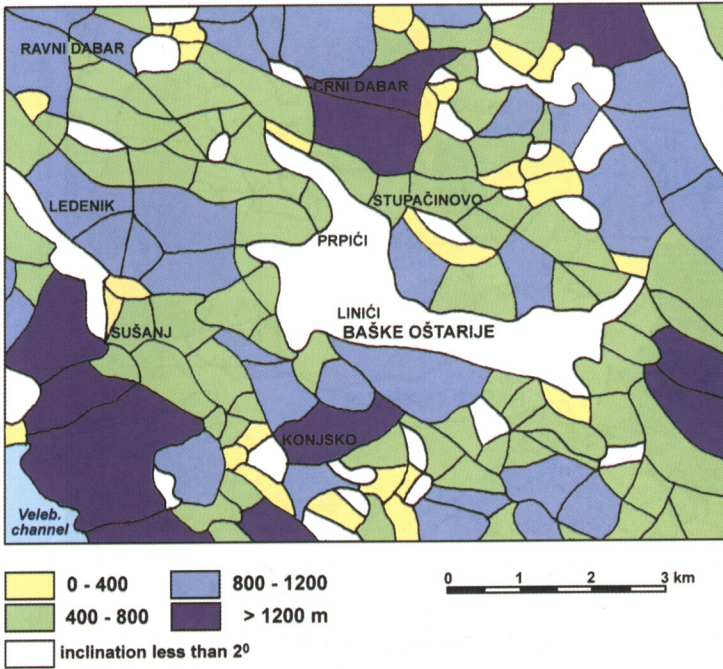 RAVNI DABAR
CRNI DABAR
LEDENIK
STUPAČINOVO
PRPIĆI
LINIĆI
BAŠKE OŠTARIJE
SUŠANJ
KONJSKO
Veleb.
channel
0 - 400
800 - 1200
400 - 800
> 1200 m
inclination less than 2⁰
0 1 2 3 km